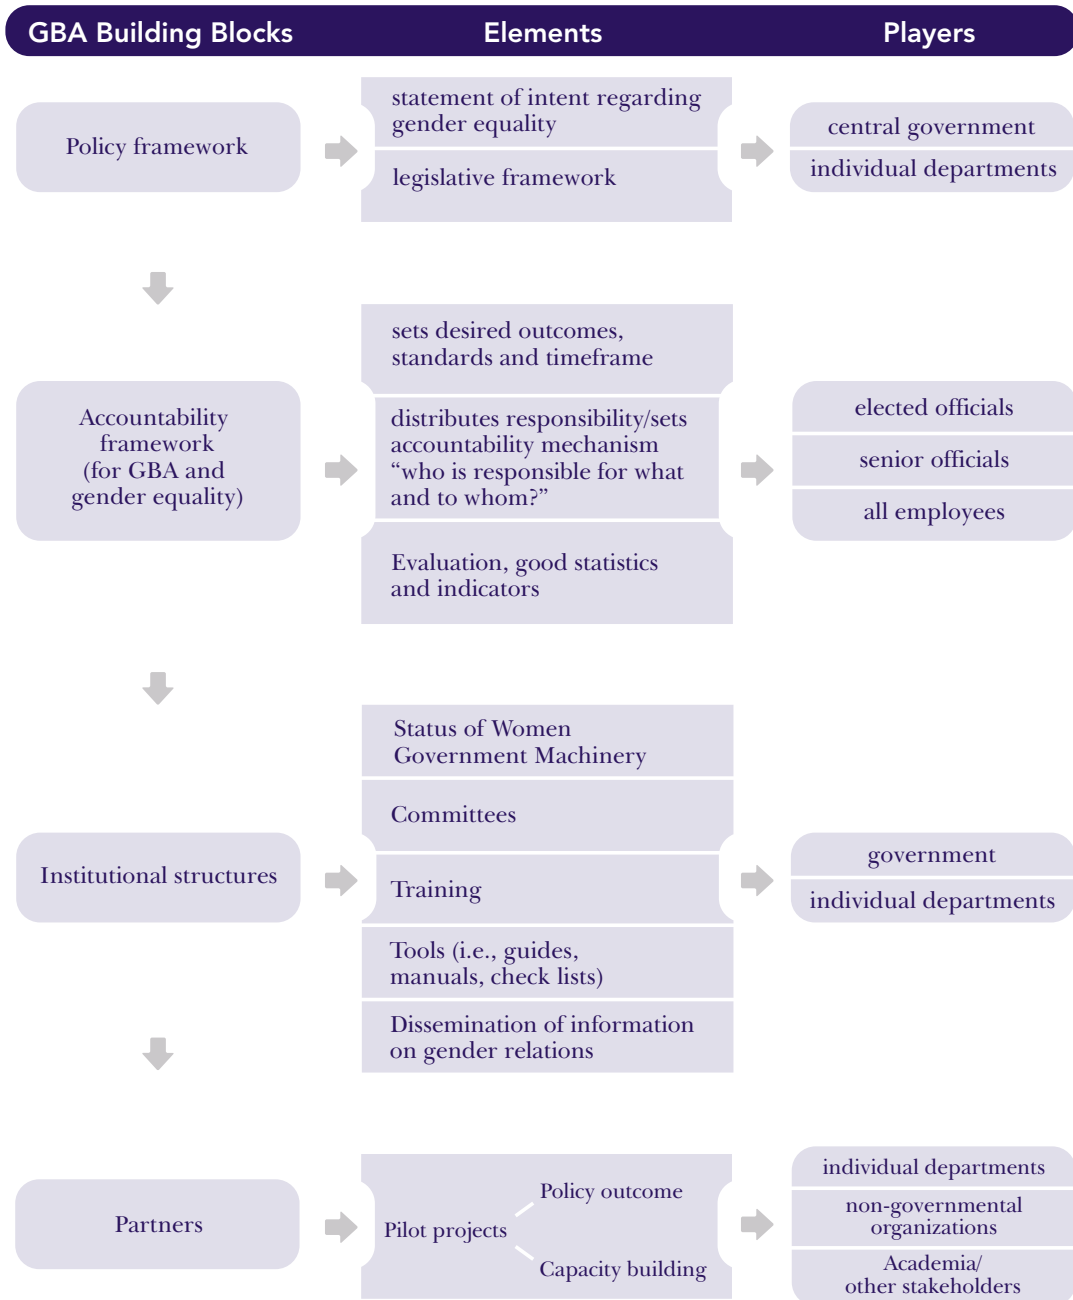 GBA Building Blocks
Elements
Players
Policy framework
statement of intent regarding
gender equality
legislative framework
central government
individual departments
Accountability
framework
(for GBA and
gender equality)
sets desired outcomes,
standards and timeframe
distributes responsibility/sets
accountability mechanism
“who is responsible for what
and to whom?”
Evaluation, good statistics
and indicators
elected officials
senior officials
all employees
Institutional structures
Status of Women
Government Machinery
Committees
Training
Tools (i.e., guides,
manuals, check lists)
Dissemination of information
on gender relations
government
individual departments
Partners
Pilot projects
Policy outcome
Capacity building
individual departments
non-governmental
organizations
Academia/
other stakeholders